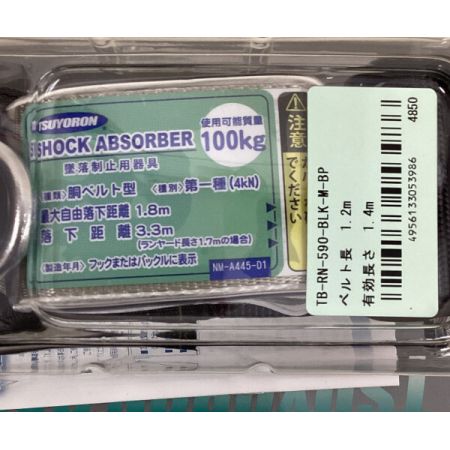 TSUYORON
SHOCK ABSORBER
使用可能質量
100kg
墜落制止用器具
<種類>胴ベルト型 <種別>第一種(4kN)
最大自由落下距離 1.8m
落下距離 3.3m
(ランヤード長さ1.7mの場合)
<製造年月>フックまたはバックルに表示
NM-A445-D1
注意
でください
TB-RN-590-BLK-M-BP
ベルト長 1.2m
有効長さ 1.4m
4956133053986
4850